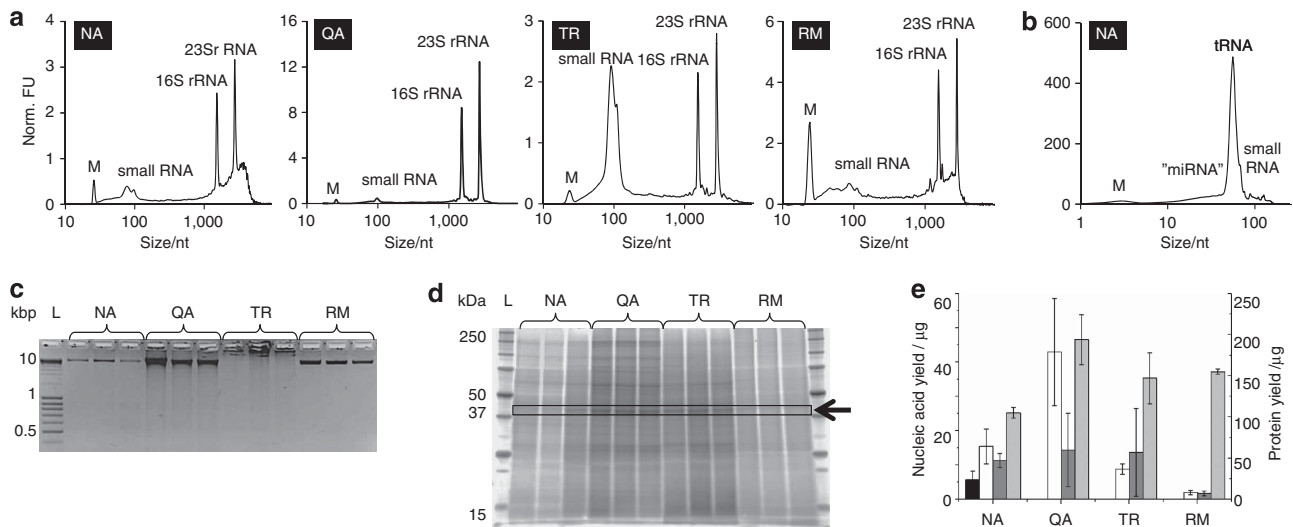 a
NA
23Sr RNA
16S rRNA
M
small RNA
Norm. FU
4
3
2
1
0
10
100
1,000
Size/nt
QA
23S rRNA
16S rRNA
M
small RNA
16
12
8
4
0
10
100
1,000
Size/nt
TR
23S rRNA
small RNA
16S rRNA
M
3
2
1
0
10
100
1,000
Size/nt
RM
23S rRNA
16S rRNA
M
small RNA
6
4
2
0
10
100
1,000
Size/nt
b
NA
tRNA
"miRNA"
small
RNA
M
600
400
200
0
1
10
100
Size/nt
c
kbp
L
NA
QA
TR
RM
10
1
0.5
d
kDa
L
NA
QA
TR
RM
250
50
37
15
e
Nucleic acid yield / µg
60
50
40
30
20
10
0
NA
QA
TR
RM
250
200
150
100
50
0
Protein yield /µg